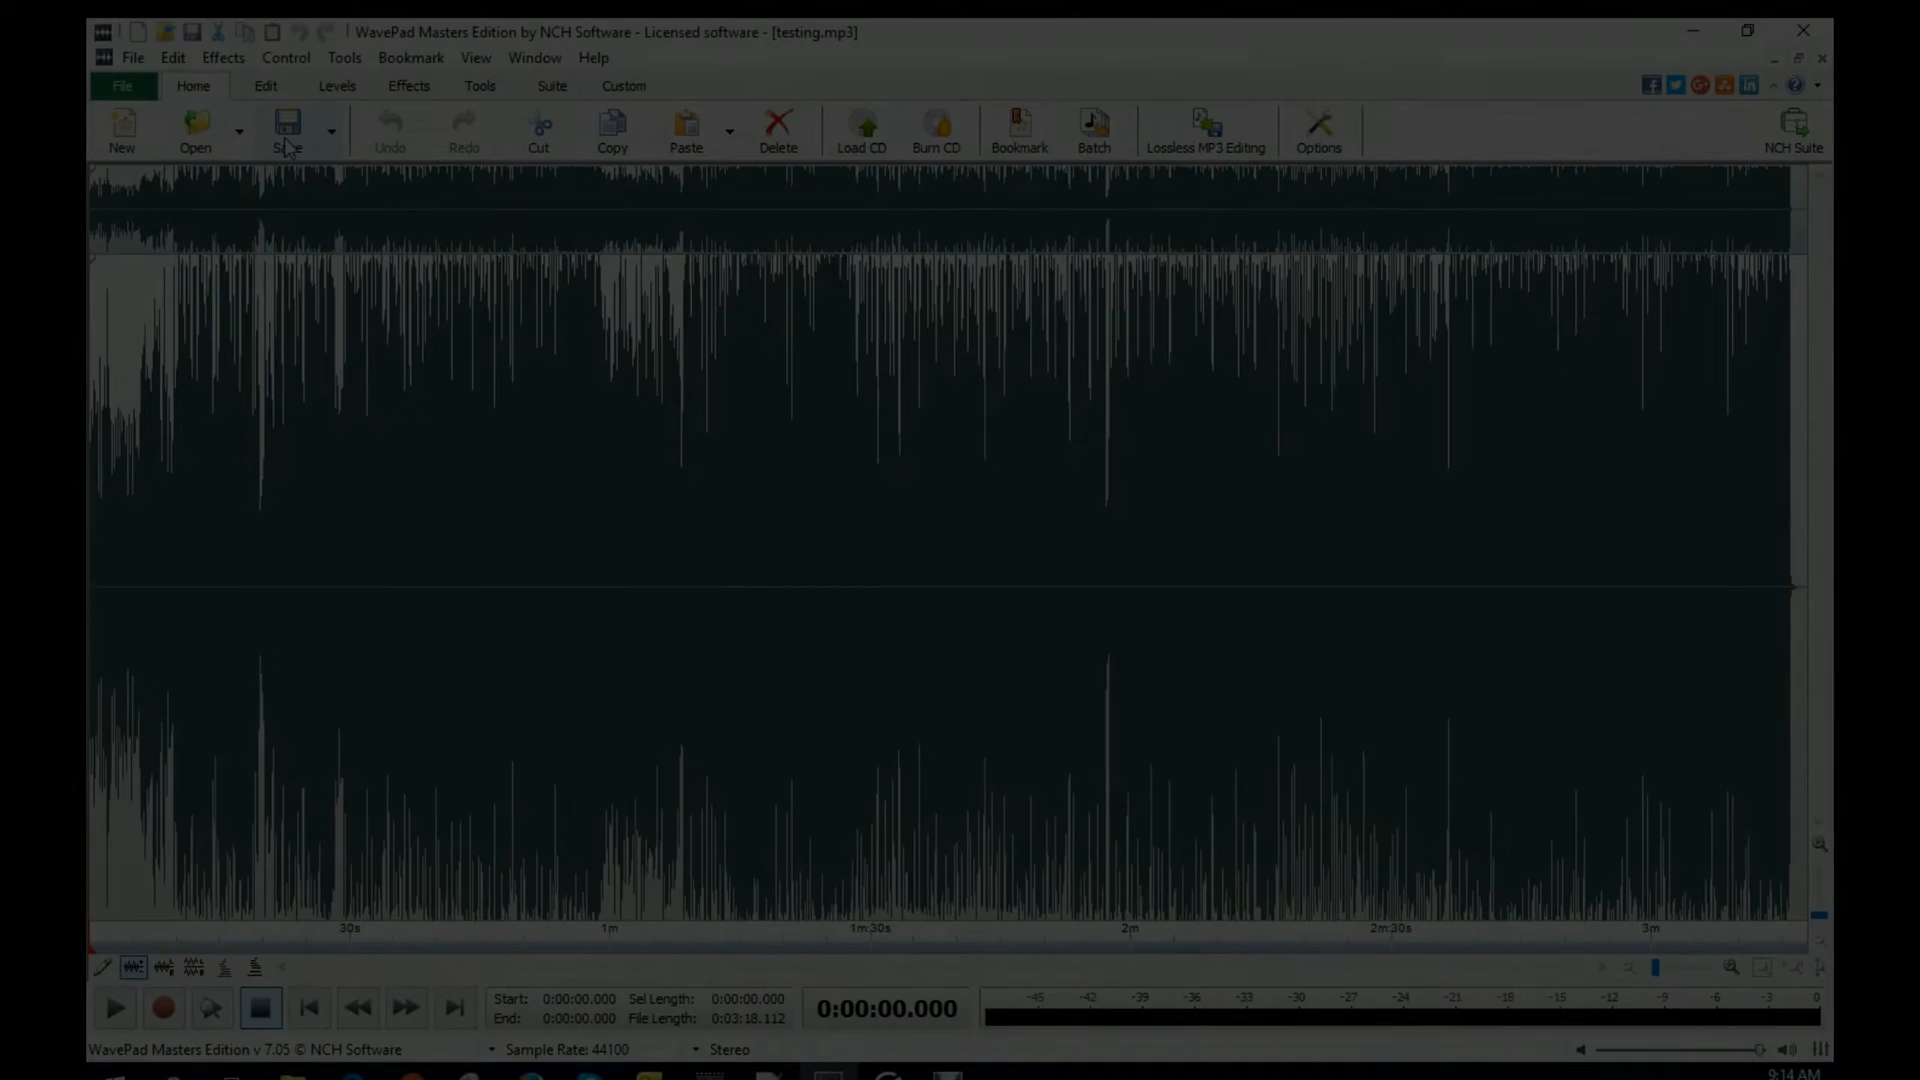 WavePad Masters Edition by NCH Software - Licensed software - [testing.mp3]
File Edit Effects Control Tools Bookmark View Window Help
File Home Edit Levels Effects Tools Suite Custom
New Open Save Undo Redo Cut Copy Paste Delete Load CD Burn CD Bookmark Batch Lossless MP3 Editing Options NCH Suite
30s 1m 1m:30s 2m 2m:30s 3m
Start: 0:00:00.000 Sel Length: 0:00:00.000
End: 0:00:00.000 File Length: 0:03:18.112
0:00:00.000
-45 -42 -39 -36 -33 -30 -27 -24 -21 -18 -15 -12 -9 -6 -3 0
WavePad Masters Edition v 7.05 © NCH Software Sample Rate: 44100 Stereo
9:14 AM